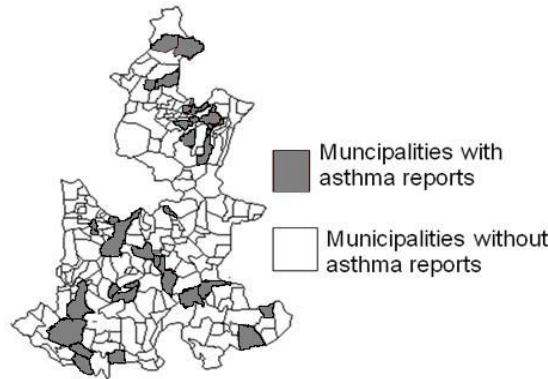 Muncipalities with
asthma reports
Municipalities without
asthma reports